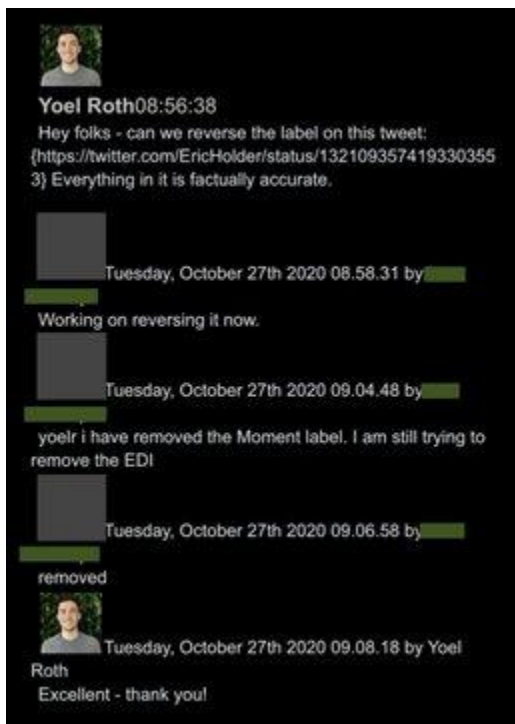 Yoel Roth08:56:38
Hey folks - can we reverse the label on this tweet:
{https://twitter.com/EricHolder/status/132109357419330355
3} Everything in it is factually accurate.
Tuesday, October 27th 2020 08.58.31 by
Working on reversing it now.
Tuesday, October 27th 2020 09.04.48 by
yoelr i have removed the Moment label. I am still trying to
remove the EDI
Tuesday, October 27th 2020 09.06.58 by
removed
Tuesday, October 27th 2020 09.08.18 by Yoel
Roth
Excellent - thank you!